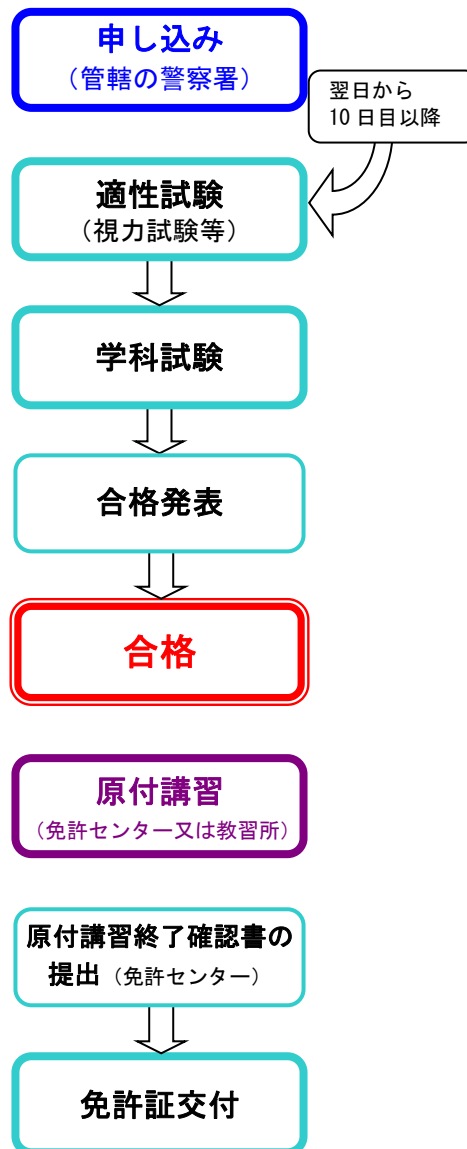 申し込み
（管轄の警察署）
翌日から
10日目以降
適性試験
（視力試験等）
学科試験
合格発表
合格
原付講習
（免許センター又は教習所）
原付講習終了確認書の
提出（免許センター）
免許証交付